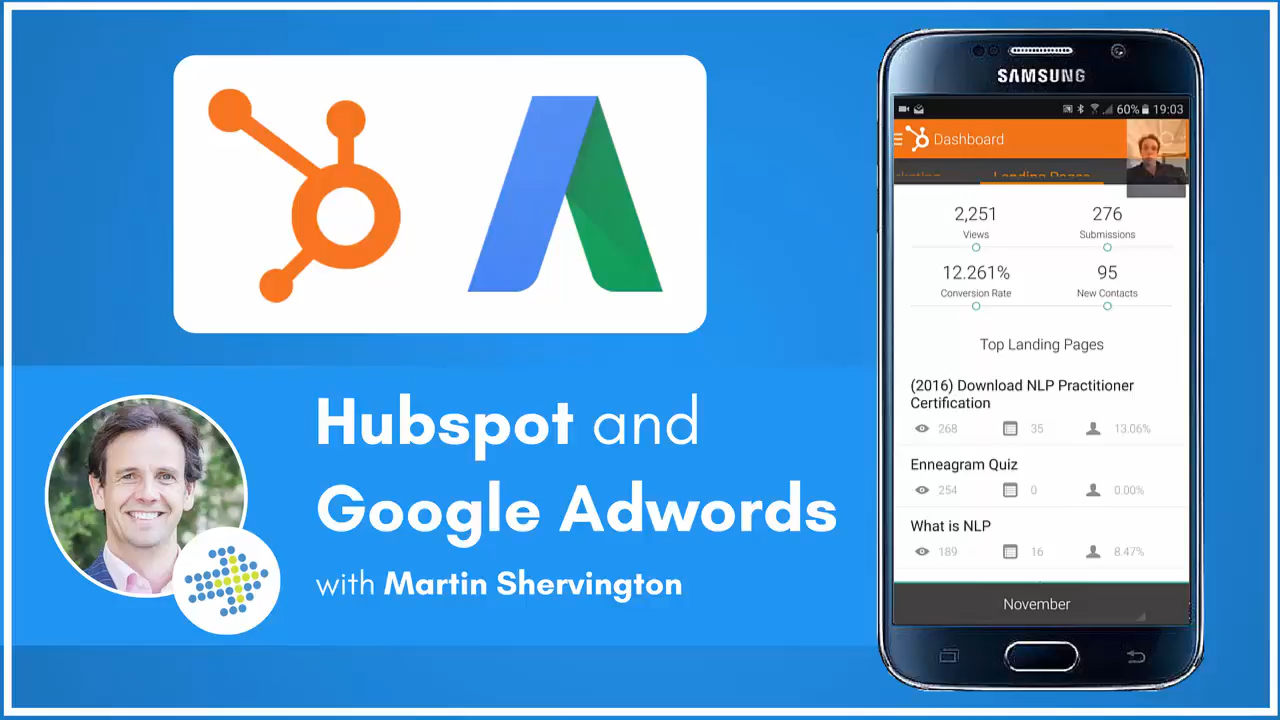 Hubspot and
Google Adwords
with Martin Shervington
SAMSUNG
60% 19:03
Dashboard
Landing Pages
2,251 276
Views Submissions
12.261% 95
Conversion Rate New Contacts
Top Landing Pages
(2016) Download NLP Practitioner
Certification
268 35 13.06%
Enneagram Quiz
254 0 0.00%
What is NLP
189 16 8.47%
November